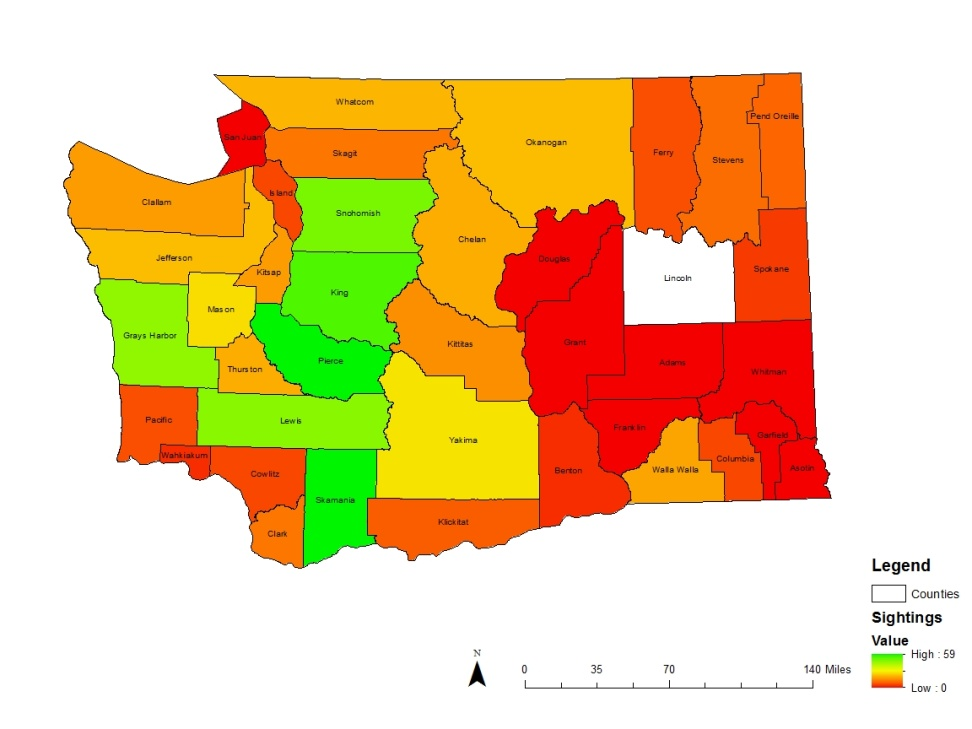 Whatcom
San Juan
Skagit
Okanogan
Ferry
Stevens
Pend Oreille
Island
Clallam
Snohomish
Chelan
Jefferson
Kitsap
Douglas
Lincoln
Spokane
King
Mason
Grays Harbor
Kittitas
Grant
Pierce
Thurston
Adams
Whitman
Pacific
Lewis
Yakima
Franklin
Garfield
Wahkiakum
Cowlitz
Benton
Walla Walla
Columbia
Asotin
Skamania
Clark
Klickitat
Legend
Counties
Sightings
Value
High : 59
Low : 0
N
0 35 70 140 Miles